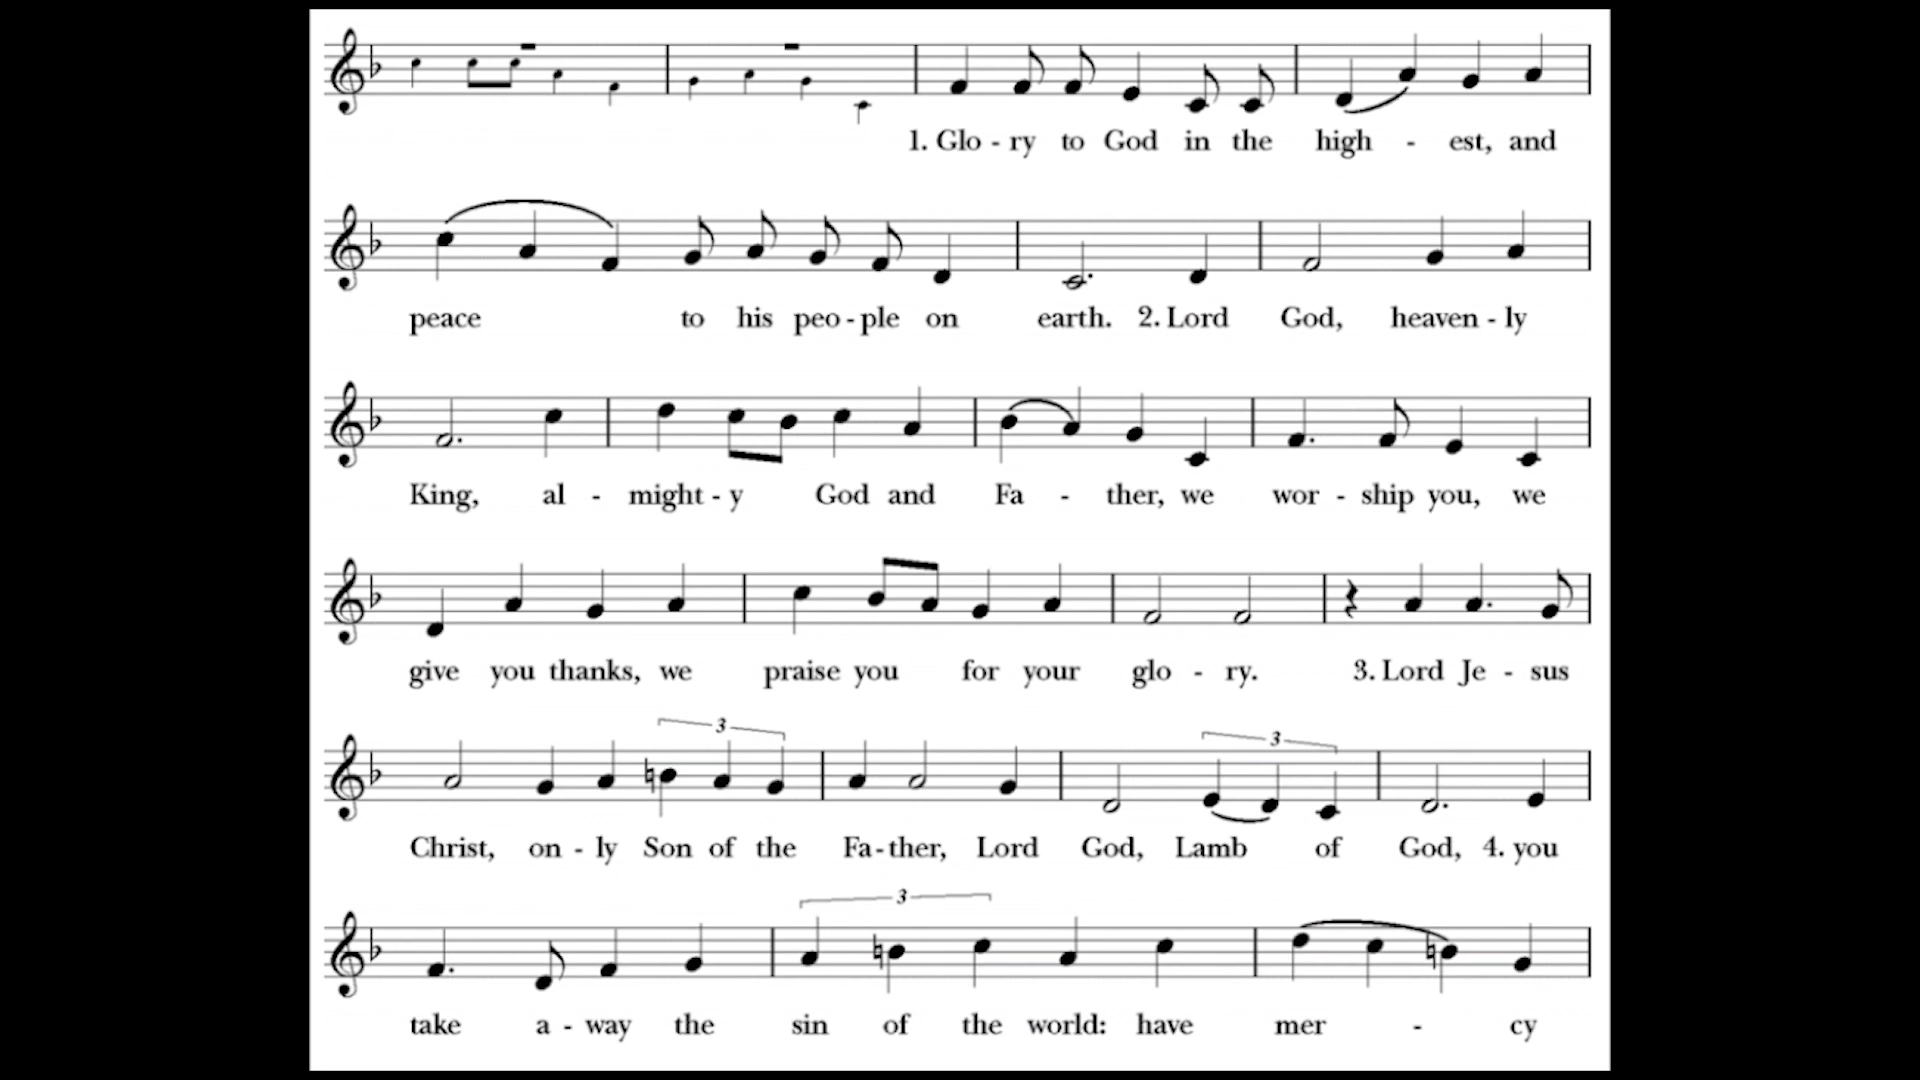 1. Glo - ry to God in the high - est, and
peace to his peo - ple on earth. 2. Lord God, heaven - ly
King, al - might - y God and Fa - ther, we wor - ship you, we
give you thanks, we praise you for your glo - ry. 3. Lord Je - sus
3 3
Christ, on - ly Son of the Fa - ther, Lord God, Lamb of God, 4. you
3
take a - way the sin of the world: have mer - cy